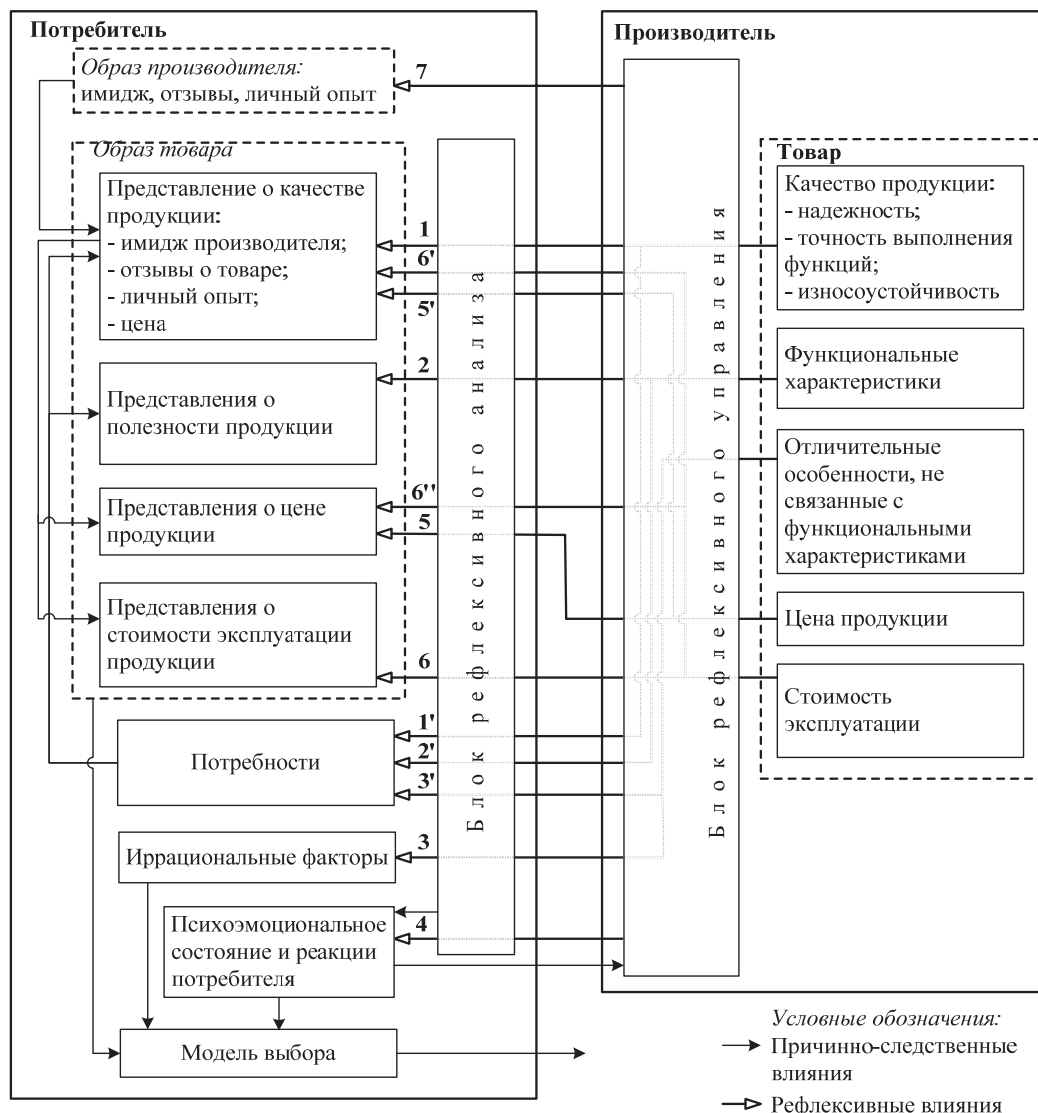 Потребитель
Образ производителя:
имидж, отзывы, личный опыт
7
Образ товара
Представление о качестве
продукции:
- имидж производителя;
- отзывы о товаре;
- личный опыт;
- цена
1
6'
5'
Представления о
полезности продукции
2
Представления о цене
продукции
6''
5
Представления о
стоимости эксплуатации
продукции
6
Потребности
1'
2'
3'
Иррациональные факторы
3
Психоэмоциональное
состояние и реакции
потребителя
4
Модель выбора
Блок рефлексивного анализа
Производитель
Блок рефлексивного управления
Товар
Качество продукции:
- надежность;
- точность выполнения
функций;
- износоустойчивость
Функциональные
характеристики
Отличительные
особенности, не
связанные с
функциональными
характеристиками
Цена продукции
Стоимость
эксплуатации
Условные обозначения:
Причинно-следственные
влияния
Рефлексивные влияния